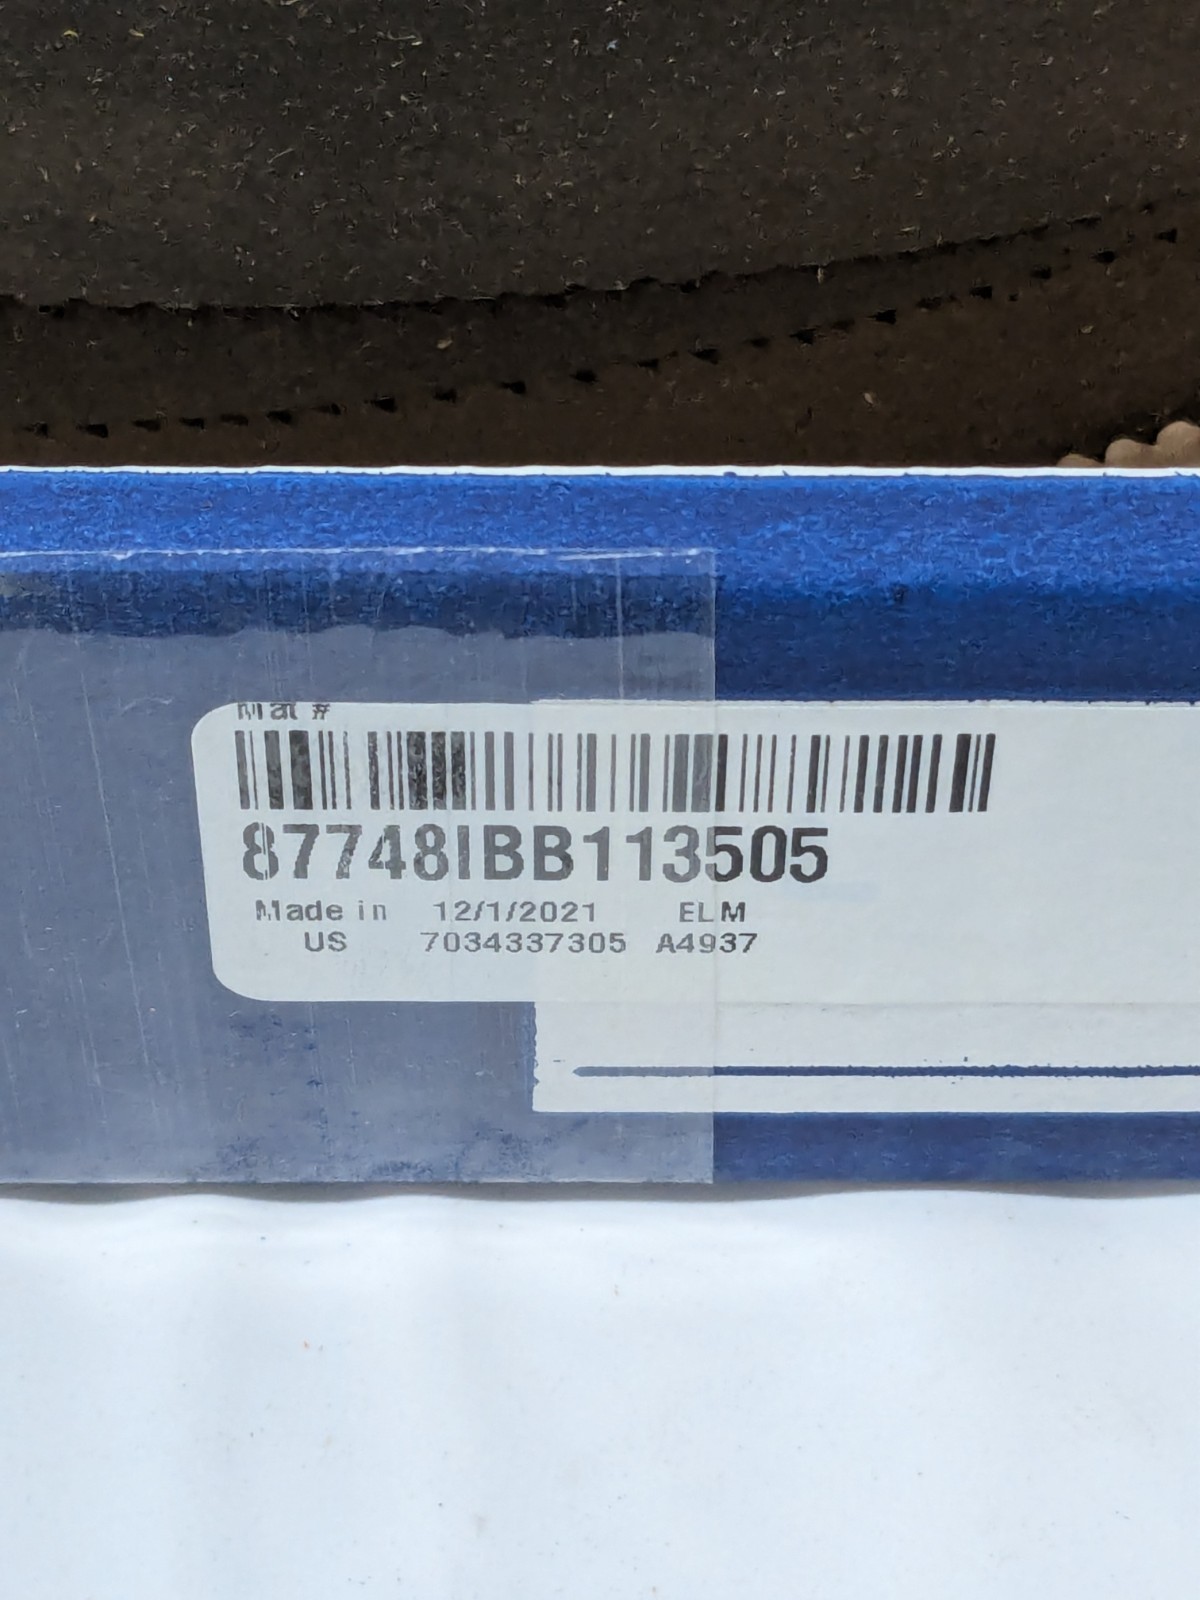 Mat #
87748IBB113505
Made in 12/1/2021 ELM
US 7034337305 A4937